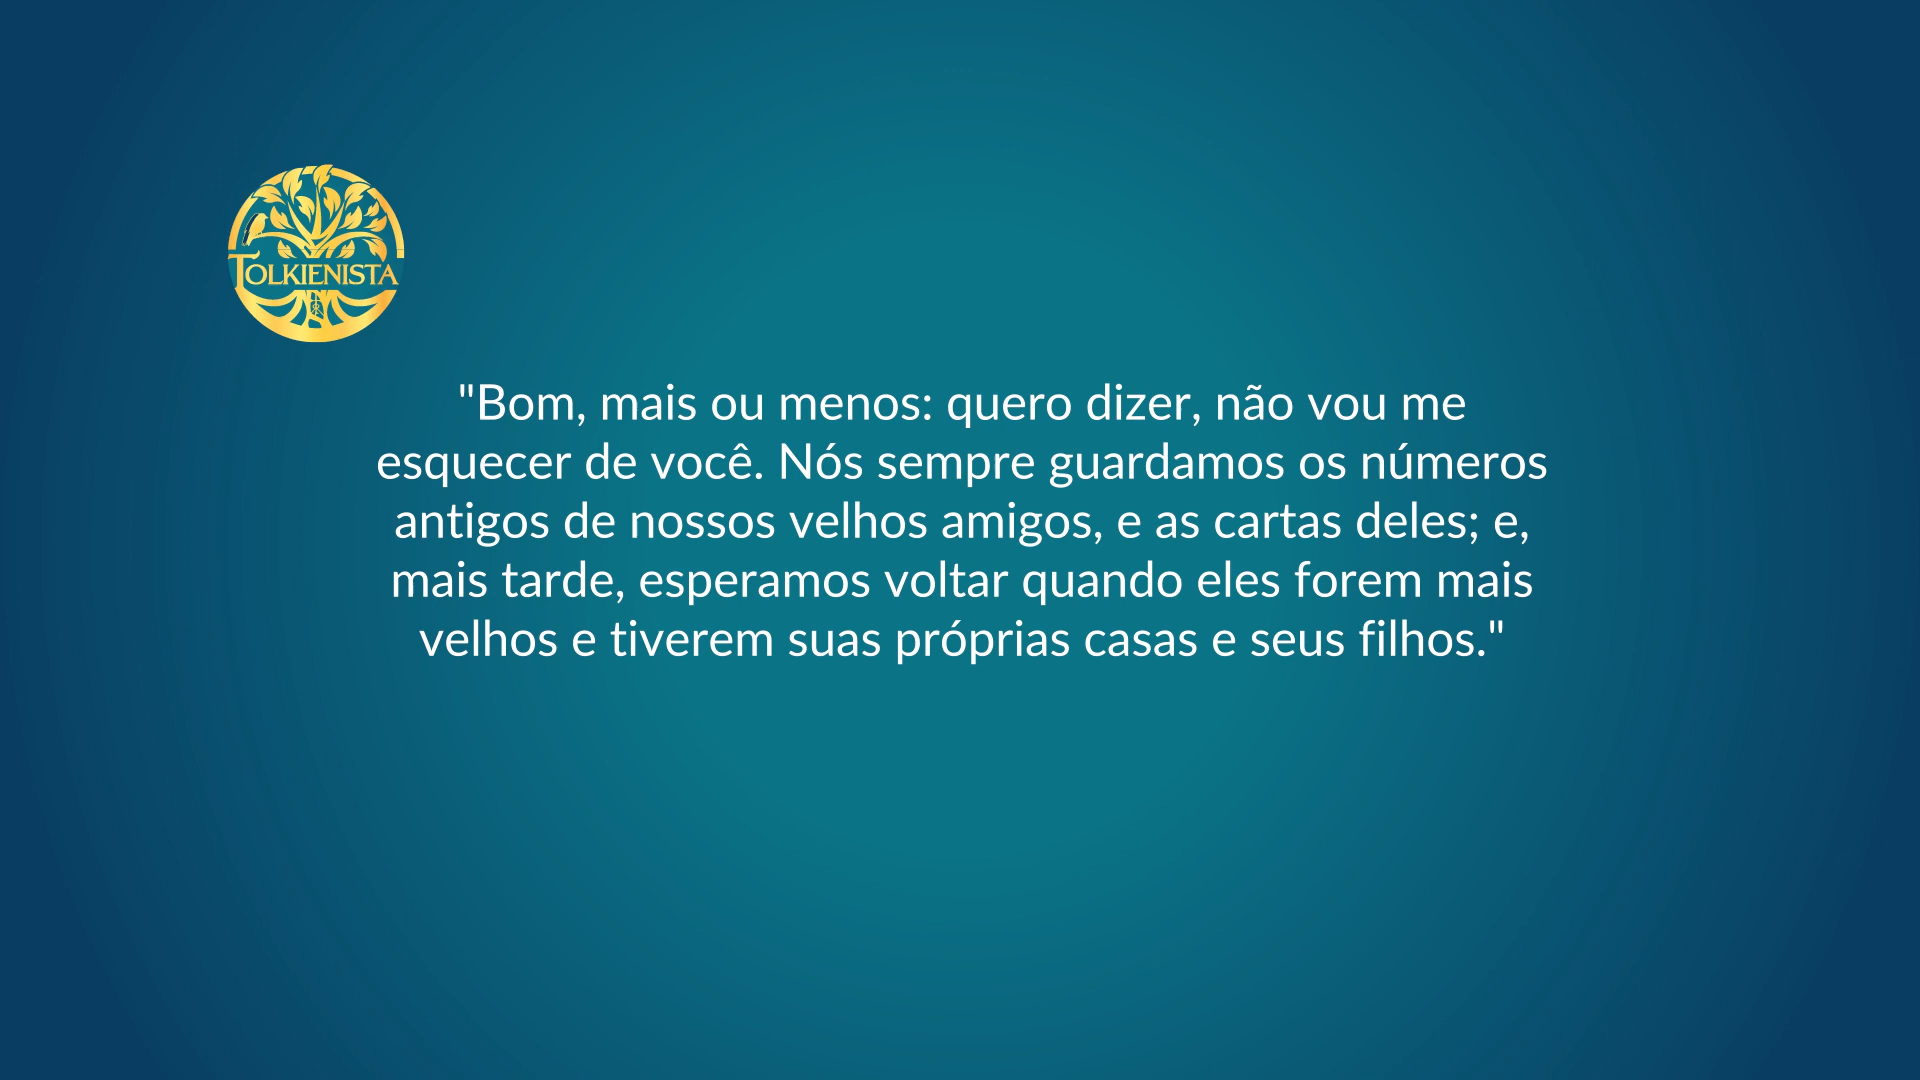 TOLKIENISTA
"Bom, mais ou menos: quero dizer, não vou me
esquecer de você. Nós sempre guardamos os números
antigos de nossos velhos amigos, e as cartas deles; e,
mais tarde, esperamos voltar quando eles forem mais
velhos e tiverem suas próprias casas e seus filhos."